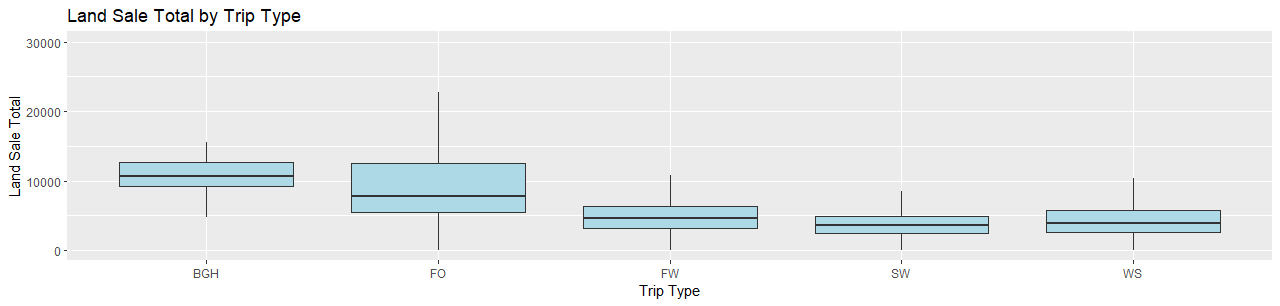 Land Sale Total by Trip Type
Land Sale Total
30000
20000
10000
0
BGH FO FW SW WS
Trip Type